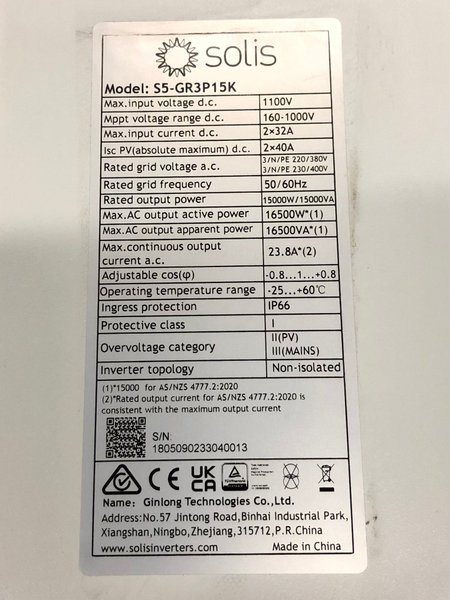 solis
Model: S5-GR3P15K
Max.input voltage d.c. 1100V
Mppt voltage range d.c. 160-1000V
Max.input current d.c. 2×32A
Isc PV(absolute maximum) d.c. 2×40A
Rated grid voltage a.c. 3/N/PE 220/380V
3/N/PE 230/400V
Rated grid frequency 50/60Hz
Rated output power 15000W/15000VA
Max.AC output active power 16500W*(1)
Max.AC output apparent power 16500VA*(1)
Max.continuous output
current a.c. 23.8A*(2)
Adjustable cos(φ) -0.8...1...+0.8
Operating temperature range -25...+60℃
Ingress protection IP66
Protective class I
Overvoltage category II(PV)
III(MAINS)
Inverter topology Non-isolated
(1)*15000 for AS/NZS 4777.2:2020
(2)*Rated output current for AS/NZS 4777.2:2020 is
consistent with the maximum output current
S/N:
1805090233040013
CE UK
CA
Name: Ginlong Technologies Co.,Ltd.
Address:No.57 Jintong Road,Binhai Industrial Park,
Xiangshan,Ningbo,Zhejiang,315712,P.R.China
www.solisinverters.com Made in China